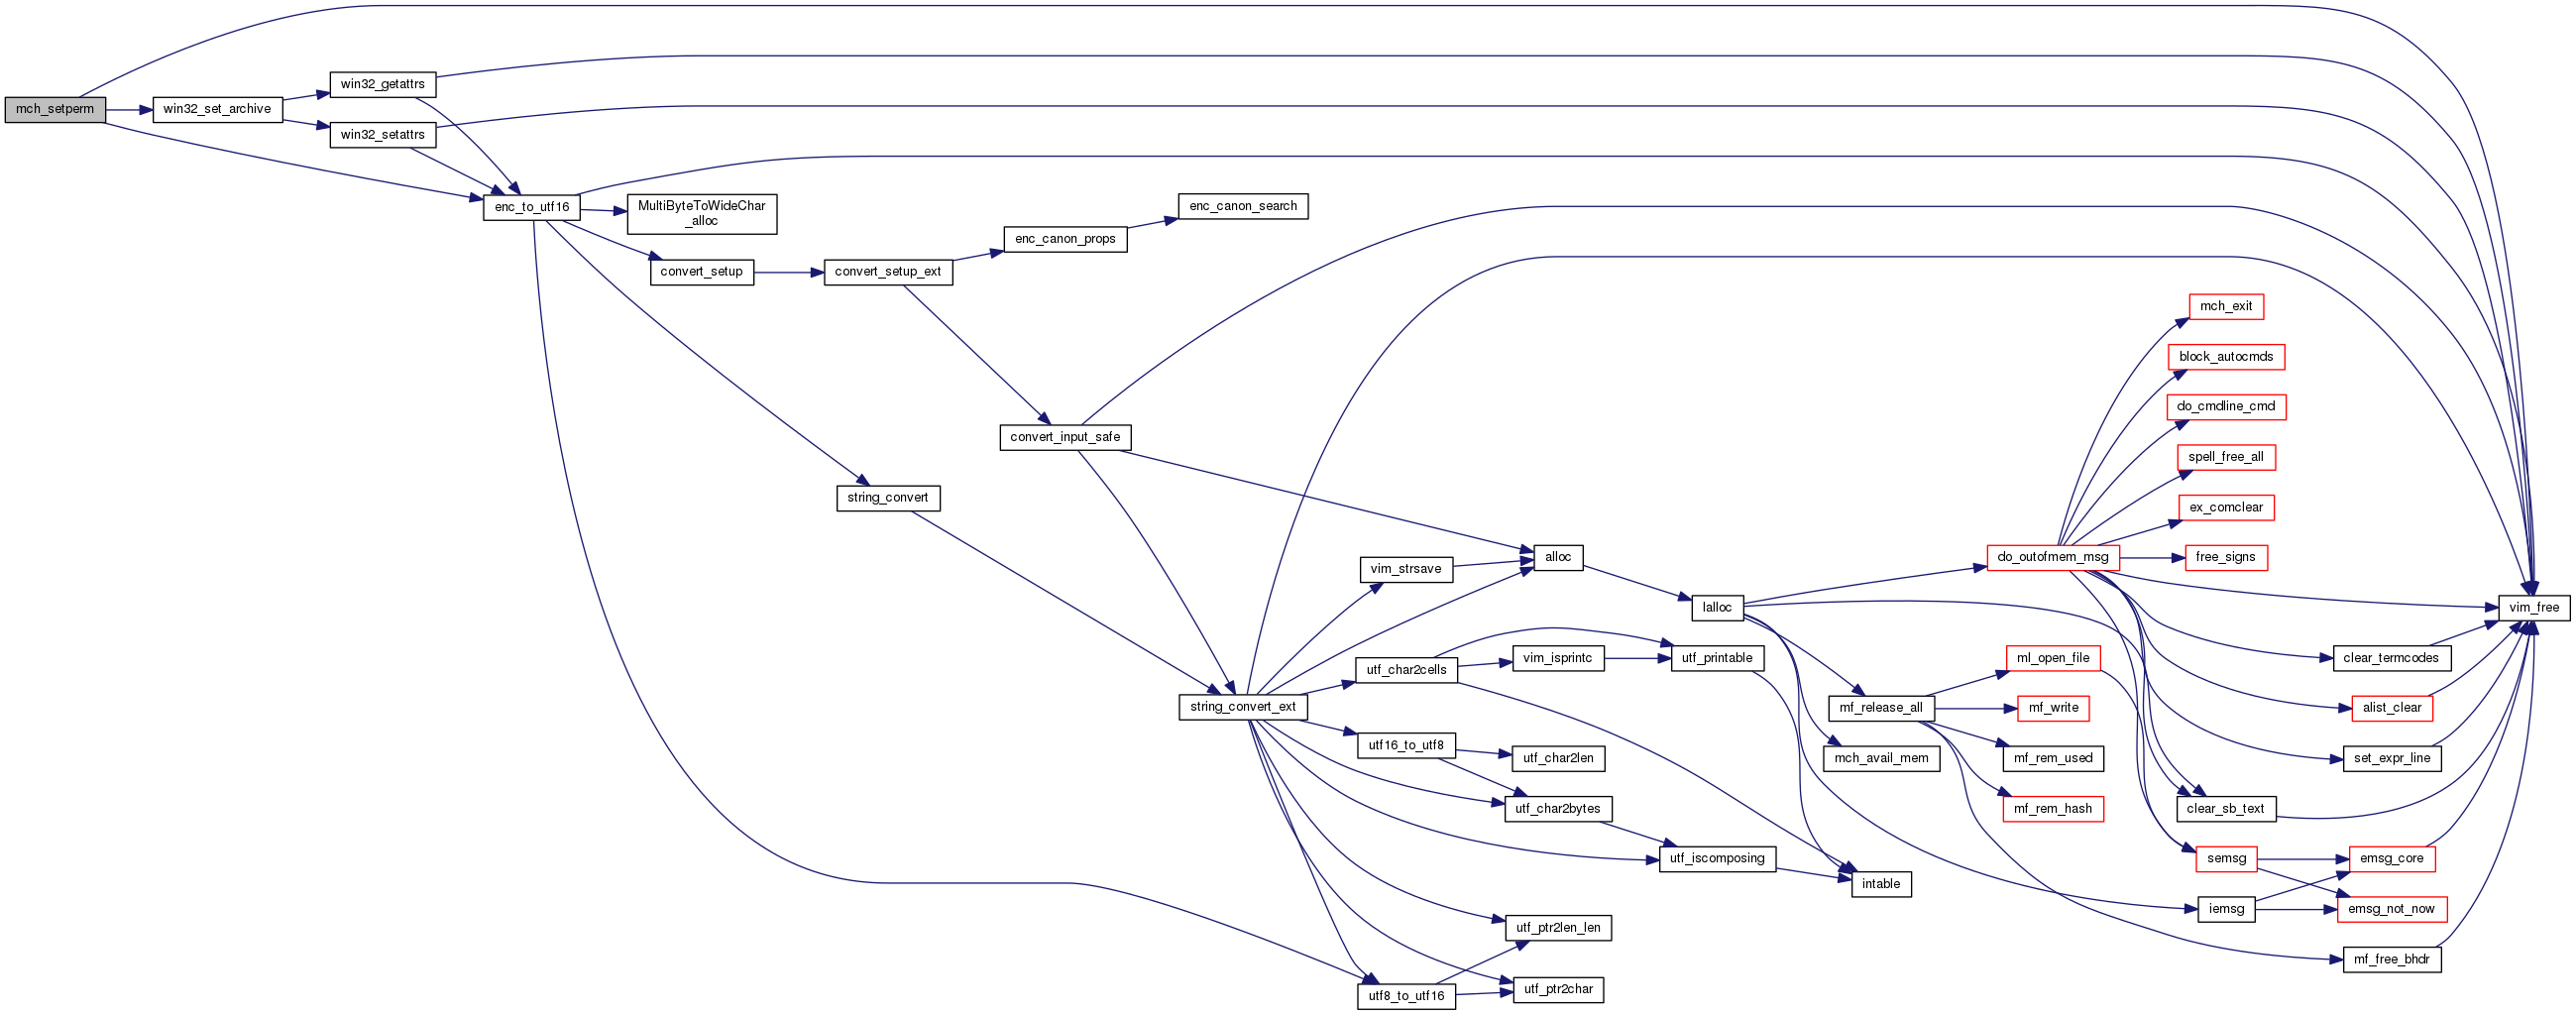 mch_setperm
win32_set_archive
win32_getattrs
win32_setattrs
enc_to_utf16
MultiByteToWideChar
_alloc
convert_setup
convert_setup_ext
enc_canon_props
enc_canon_search
convert_input_safe
string_convert
string_convert_ext
vim_strsave
alloc
lalloc
utf_char2cells
vim_isprintc
utf_printable
utf16_to_utf8
utf_char2len
utf_char2bytes
utf_iscomposing
intable
utf_ptr2len_len
utf8_to_utf16
utf_ptr2char
mf_release_all
mch_avail_mem
do_outofmem_msg
ml_open_file
mf_write
mf_rem_used
mf_rem_hash
mch_exit
block_autocmds
do_cmdline_cmd
spell_free_all
ex_comclear
free_signs
vim_free
clear_termcodes
alist_clear
set_expr_line
clear_sb_text
semsg
emsg_core
iemsg
emsg_not_now
mf_free_bhdr